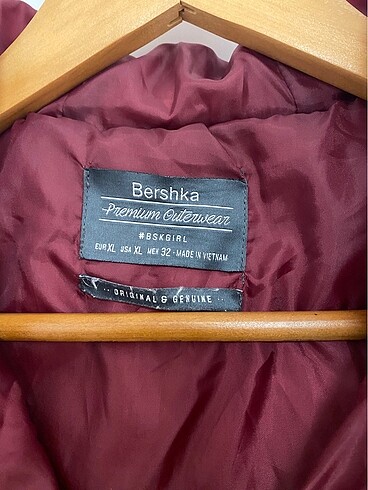 Bershka
Premium Outerwear
#BSKGIRL
EUR XL USA XL MEX 32 - MADE IN VIETNAM
·· ORIGINAL & GENUINE ··